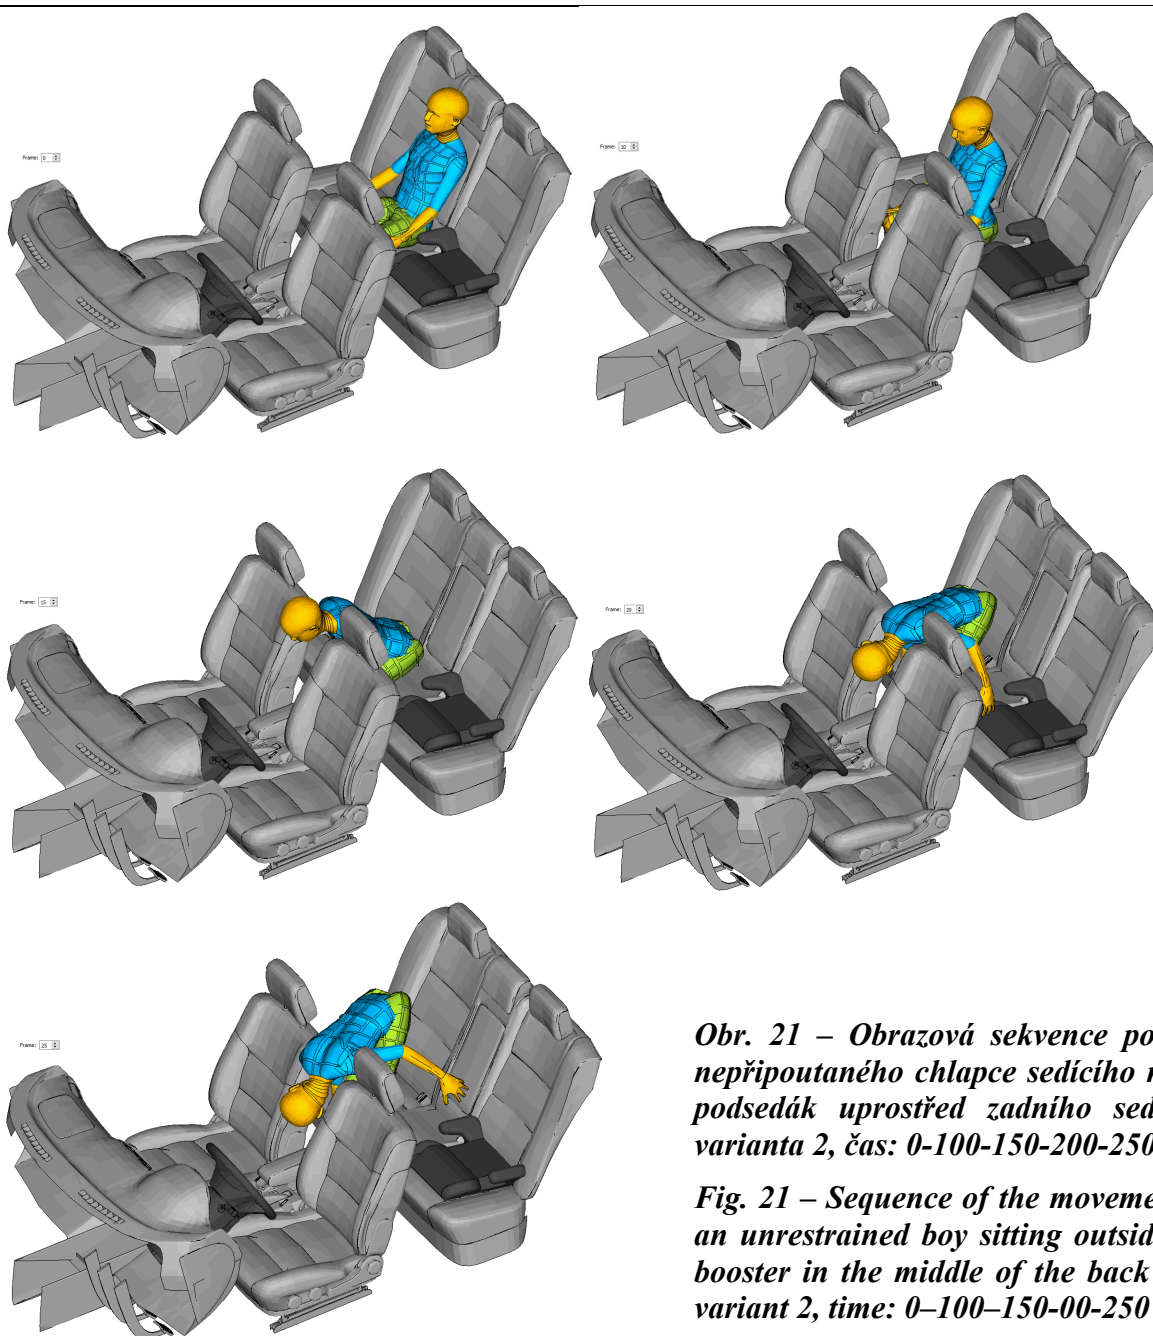 Frame: 0
Frame: 10
Frame: 15
Frame: 20
Frame: 25
Obr. 21 – Obrazová sekvence po
nepřipoutaného chlapce sedícího
podsedák uprostřed zadního sed
varianta 2, čas: 0-100-150-200-250
Fig. 21 – Sequence of the moveme
an unrestrained boy sitting outsid
booster in the middle of the back
variant 2, time: 0–100–150-00-250